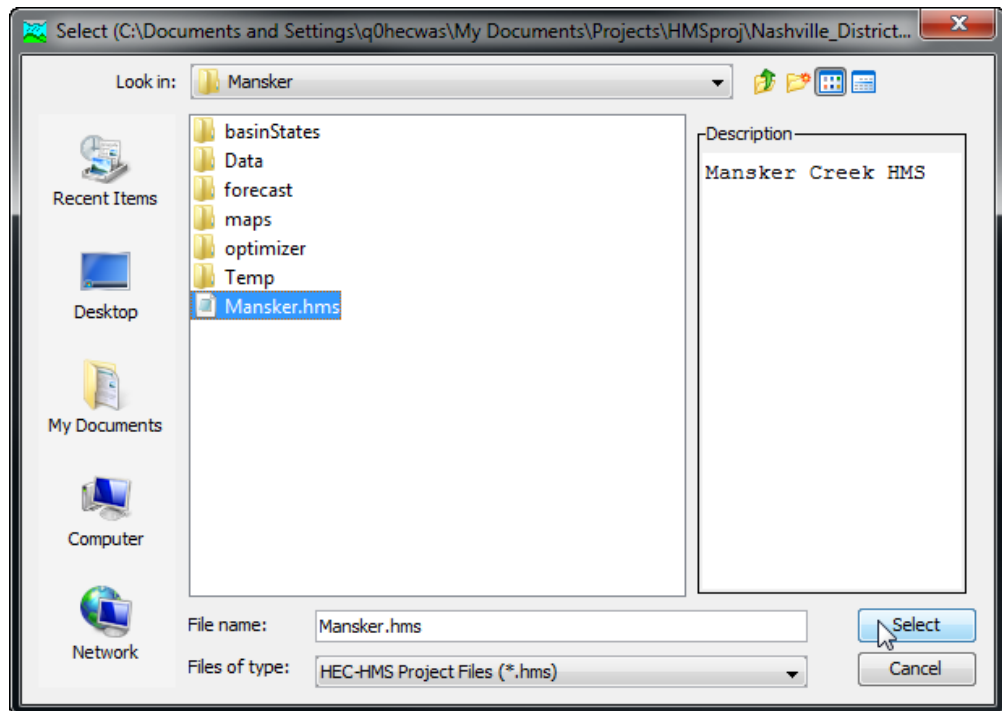 Select (C:\Documents and Settings\q0hecwas\My Documents\Projects\HMSproj\Nashville_District...
Look in:
Mansker
Recent Items
Desktop
My Documents
Computer
Network
basinStates
Data
forecast
maps
optimizer
Temp
Mansker.hms
Description
Mansker Creek HMS
File name:
Mansker.hms
Select
Files of type:
HEC-HMS Project Files (*.hms)
Cancel